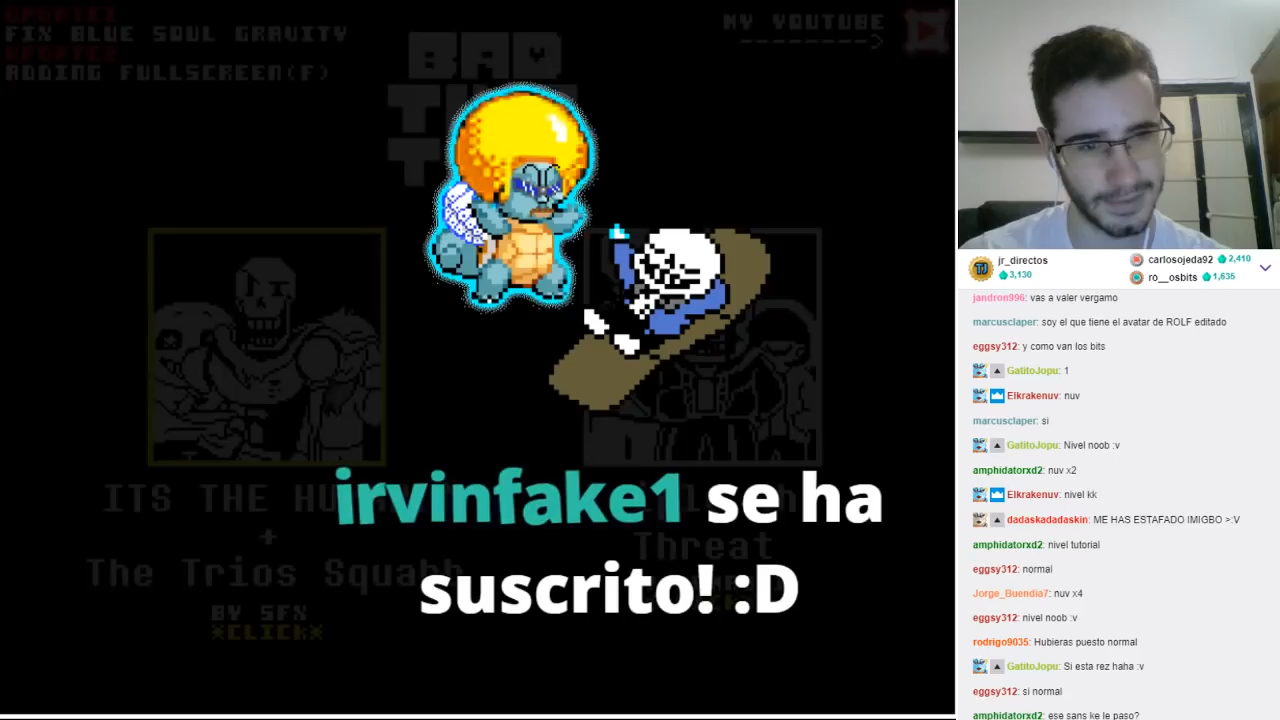 UPDATE1
FIX BLUE SOUL GRAVITY
UPDATE2
ADDING FULLSCREEN(F)
MY YOUTUBE
-------->
BAD
irvinfake1 se ha
suscrito! :D
ITS THE HU
+
The Trios Squabb
BY SFX
*CLICK*
Threat
jr_directos
3,130
carlosojeda92 2,410
ro__osbits 1,635
jandron996: vas a valer vergamo
marcusclaper: soy el que tiene el avatar de ROLF editado
eggsy312: y como van los bits
GatitoJopu: 1
Elkrakenuv: nuv
marcusclaper: si
GatitoJopu: Nivel noob :v
amphidatorxd2: nuv x2
Elkrakenuv: nivel kk
dadaskadadaskin: ME HAS ESTAFADO IMIGBO >:V
amphidatorxd2: nivel tutorial
eggsy312: normal
Jorge_Buendia7: nuv x4
eggsy312: nivel noob :v
rodrigo9035: Hubieras puesto normal
GatitoJopu: Si esta rez haha :v
eggsy312: si normal
amphidatorxd2: ese sans ke le paso?